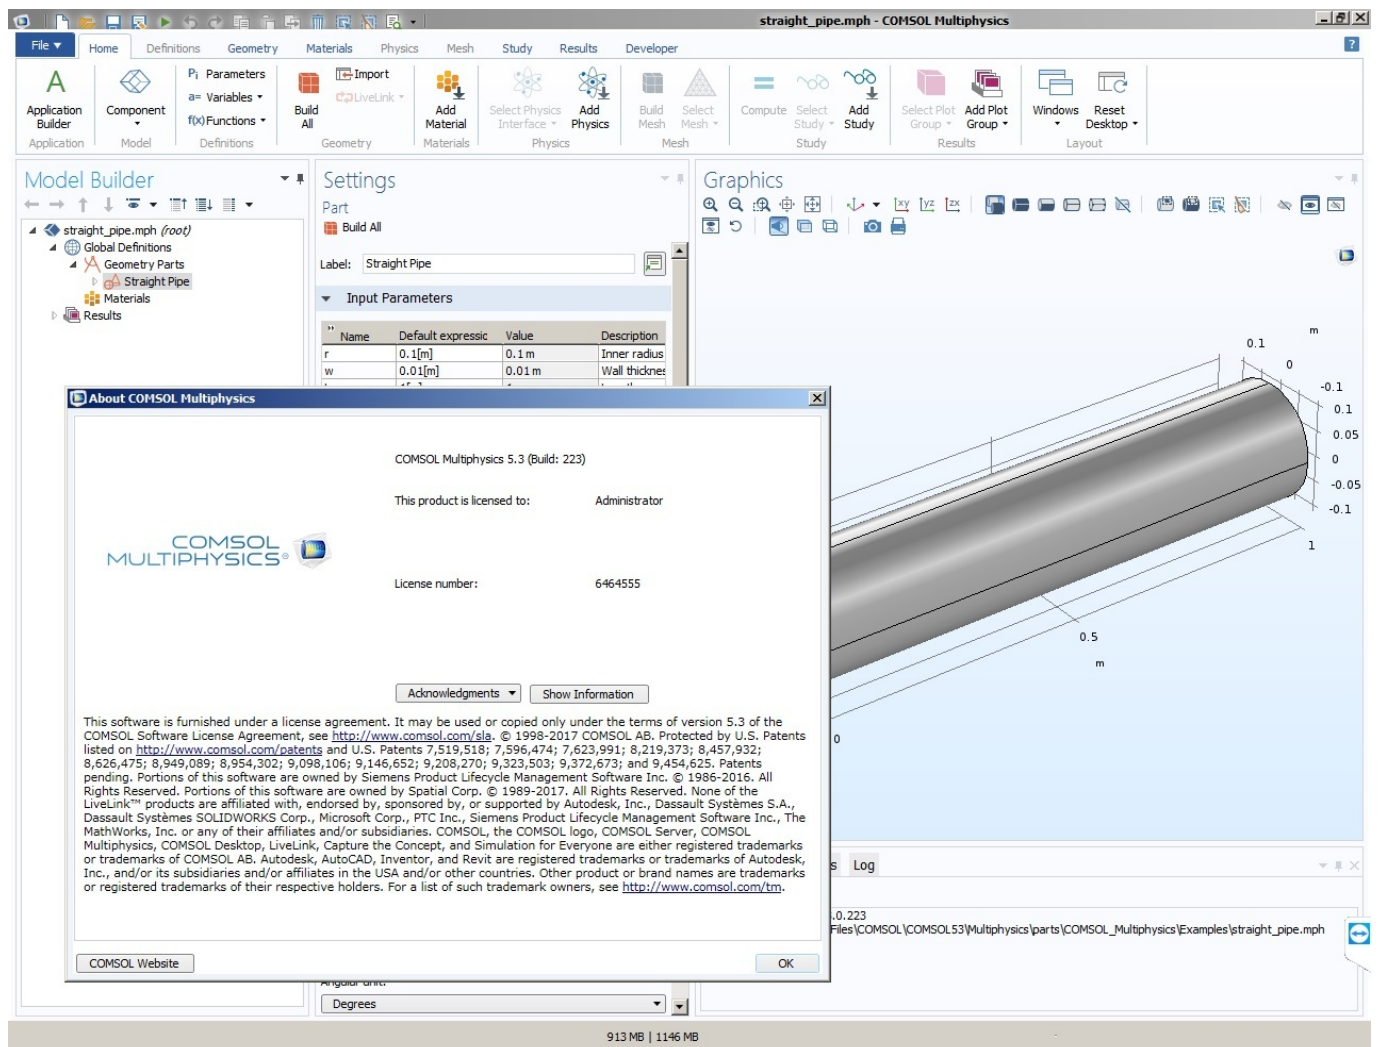 straight_pipe.mph - COMSOL Multiphysics
File Home Definitions Geometry Materials Physics Mesh Study Results Developer
Application Builder
Component
Pi Parameters
a= Variables
f(x) Functions
Build All
Import
LiveLink
Add Material
Select Physics Interface
Add Physics
Build Mesh
Select Mesh
Compute
Select Study
Add Study
Select Plot Group
Add Plot Group
Windows
Reset Desktop
Application Model Definitions Geometry Materials Physics Mesh Study Results Layout
Model Builder
straight_pipe.mph (root)
Global Definitions
Geometry Parts
Straight Pipe
Materials
Results
Settings
Part
Build All
Label: Straight Pipe
Input Parameters
Name Default expressic Value Description
r 0.1[m] 0.1 m Inner radius
w 0.01[m] 0.01 m Wall thicknes
Graphics
xy yz zx
m
0.1
0
-0.1
0.1
0.05
0
-0.05
-0.1
1
0.5
m
0
About COMSOL Multiphysics
COMSOL Multiphysics 5.3 (Build: 223)
This product is licensed to: Administrator
COMSOL
MULTIPHYSICS®
License number: 6464555
Acknowledgments Show Information
This software is furnished under a license agreement. It may be used or copied only under the terms of version 5.3 of the
COMSOL Software License Agreement, see http://www.comsol.com/sla. © 1998-2017 COMSOL AB. Protected by U.S. Patents
listed on http://www.comsol.com/patents and U.S. Patents 7,519,518; 7,596,474; 7,623,991; 8,219,373; 8,457,932;
8,626,475; 8,949,089; 8,954,302; 9,098,106; 9,146,652; 9,208,270; 9,323,503; 9,372,673; and 9,454,625. Patents
pending. Portions of this software are owned by Siemens Product Lifecycle Management Software Inc. © 1986-2016. All
Rights Reserved. Portions of this software are owned by Spatial Corp. © 1989-2017. All Rights Reserved. None of the
LiveLink™ products are affiliated with, endorsed by, sponsored by, or supported by Autodesk, Inc., Dassault Systèmes S.A.,
Dassault Systèmes SOLIDWORKS Corp., Microsoft Corp., PTC Inc., Siemens Product Lifecycle Management Software Inc., The
MathWorks, Inc. or any of their affiliates and/or subsidiaries. COMSOL, the COMSOL logo, COMSOL Server, COMSOL
Multiphysics, COMSOL Desktop, LiveLink, Capture the Concept, and Simulation for Everyone are either registered trademarks
or trademarks of COMSOL AB. Autodesk, AutoCAD, Inventor, and Revit are registered trademarks or trademarks of Autodesk,
Inc., and/or its subsidiaries and/or affiliates in the USA and/or other countries. Other product or brand names are trademarks
or registered trademarks of their respective holders. For a list of such trademark owners, see http://www.comsol.com/tm.
COMSOL Website OK
s Log
.0.223
Files\COMSOL\COMSOL53\Multiphysics\parts\COMSOL_Multiphysics\Examples\straight_pipe.mph
Angular unit:
Degrees
913 MB | 1146 MB